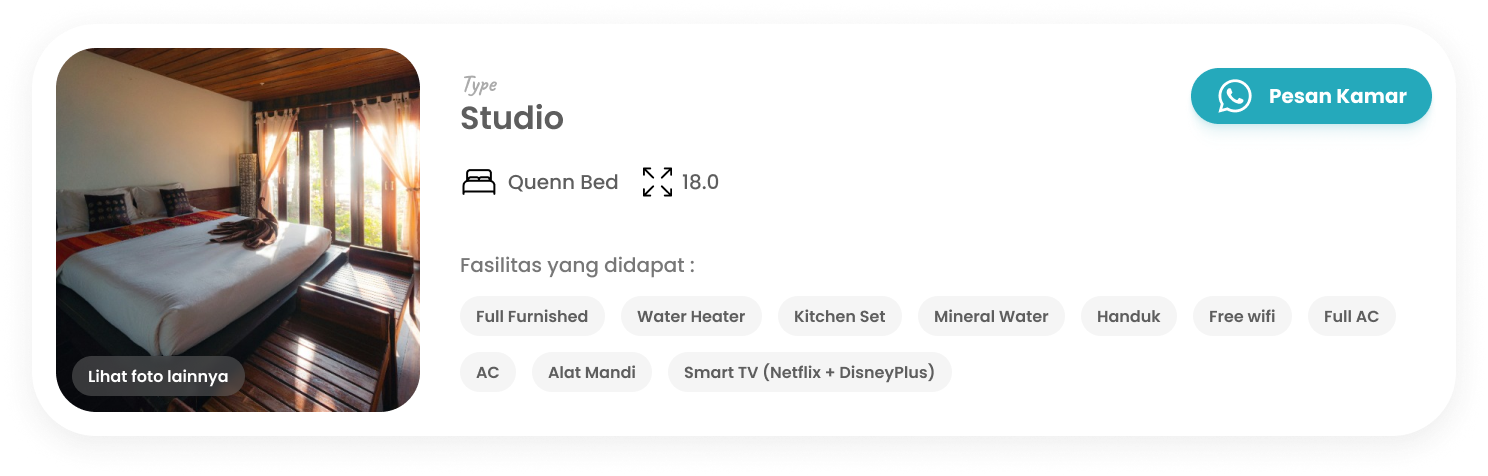 Type
Studio
Pesan Kamar
Quenn Bed 18.0
Fasilitas yang didapat :
Full Furnished Water Heater Kitchen Set Mineral Water Handuk Free wifi Full AC
AC Alat Mandi Smart TV (Netflix + DisneyPlus)
Lihat foto lainnya